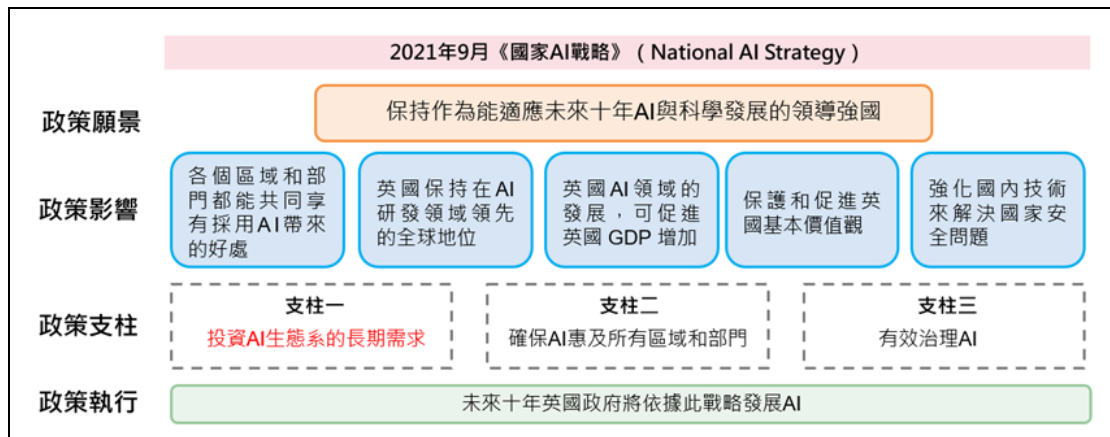 2021年9月《國家AI戰略》（National AI Strategy）
政策願景
保持作為能適應未來十年AI與科學發展的領導強國
政策影響
各個區域和部
門都能共同享
有採用AI帶來
的好處
英國保持在AI
研發領域領先
的全球地位
英國AI領域的
發展，可促進
英國 GDP 增加
保護和促進英
國基本價值觀
強化國內技術
來解決國家安
全問題
政策支柱
支柱一
投資AI生態系的長期需求
支柱二
確保AI惠及所有區域和部門
支柱三
有效治理AI
政策執行
未來十年英國政府將依據此戰略發展AI